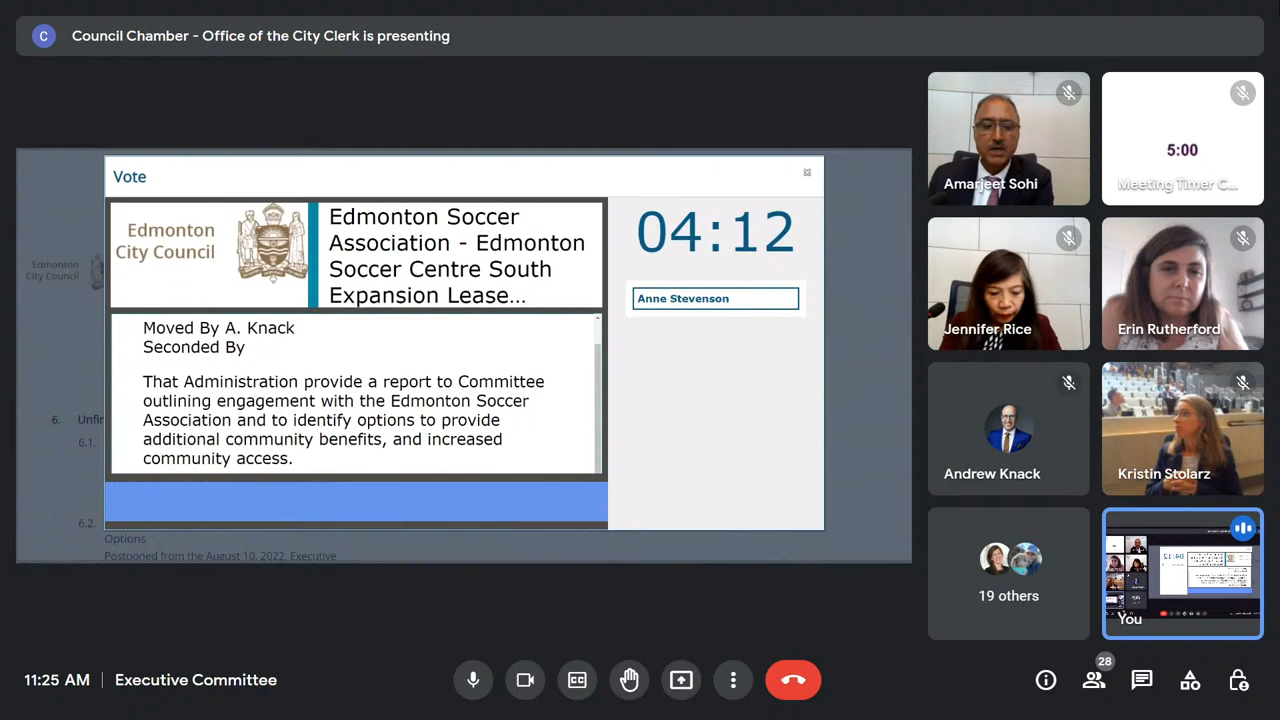 C
Council Chamber - Office of the City Clerk is presenting
Vote
Edmonton
City Council
Edmonton Soccer
Association - Edmonton
Soccer Centre South
Expansion Lease...
04:12
Anne Stevenson
Moved By A. Knack
Seconded By
That Administration provide a report to Committee
outlining engagement with the Edmonton Soccer
Association and to identify options to provide
additional community benefits, and increased
community access.
Edmonton
City Council
6.
Unfin
6.1.
6.2.
Options
Postponed from the August 10, 2022, Executive
Amarjeet Sohi
5:00
Meeting Timer C...
Jennifer Rice
Erin Rutherford
Andrew Knack
Kristin Stolarz
19 others
You
11:25 AM
Executive Committee
28